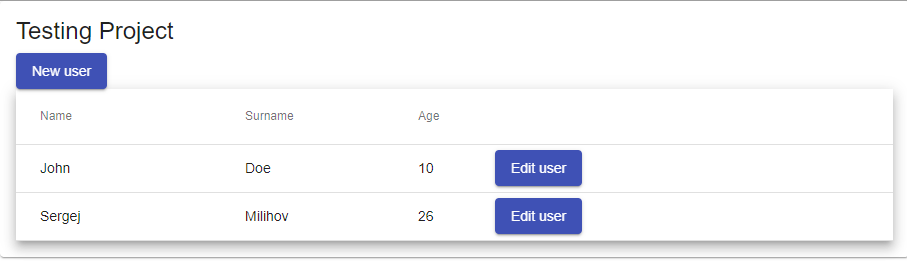 Testing Project
New user
Name Surname Age
John Doe 10 Edit user
Sergej Milihov 26 Edit user